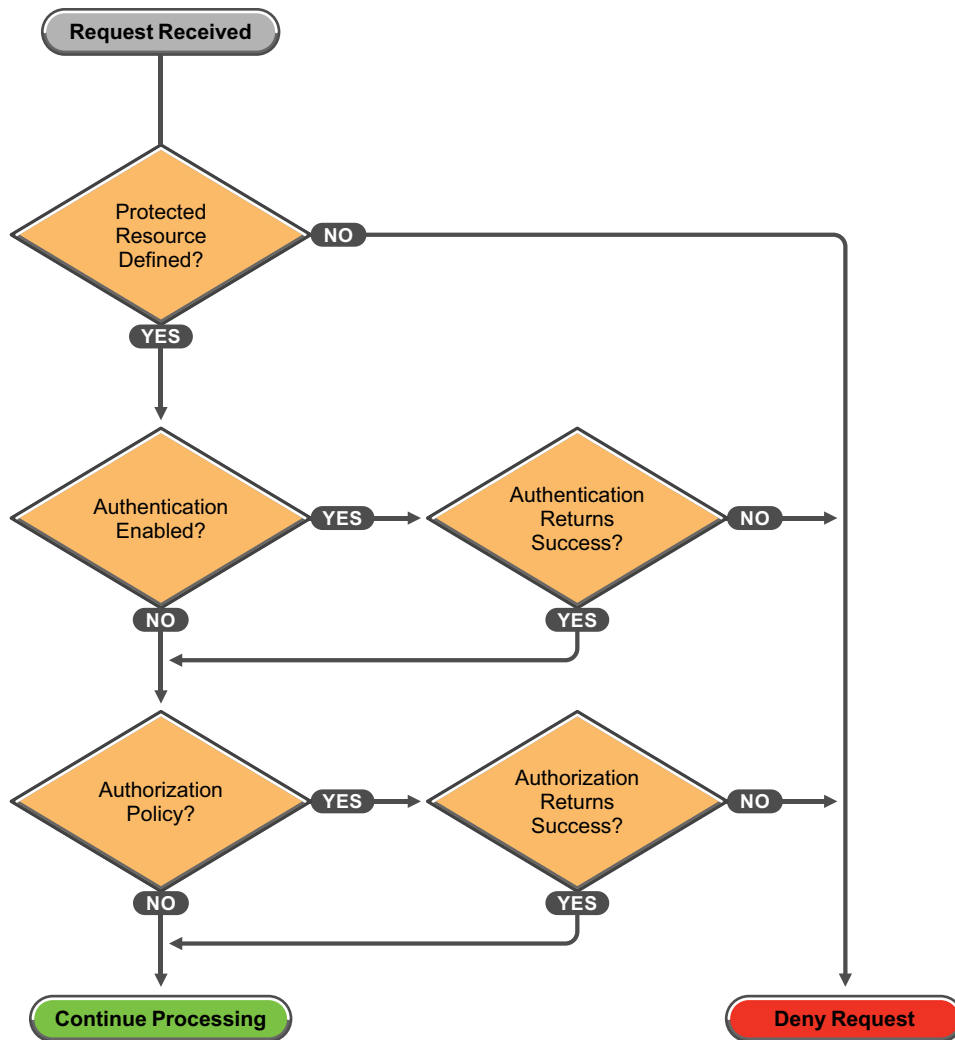 Request Received
Protected
Resource
Defined?
NO
YES
Authentication
Enabled?
YES
Authentication
Returns
Success?
NO
NO
YES
Authorization
Policy?
YES
Authorization
Returns
Success?
NO
NO
YES
Continue Processing
Deny Request